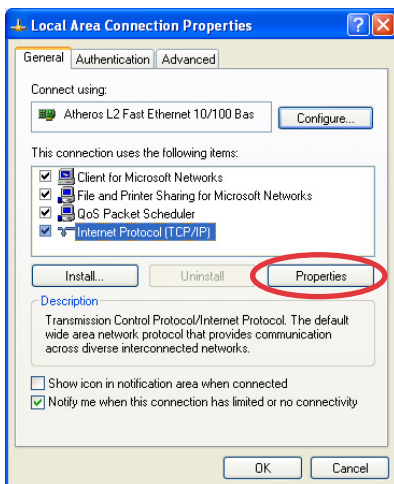 Local Area Connection Properties
General Authentication Advanced
Connect using:
Atheros L2 Fast Ethernet 10/100 Bas
Configure...
This connection uses the following items:
Client for Microsoft Networks
File and Printer Sharing for Microsoft Networks
QoS Packet Scheduler
Internet Protocol (TCP/IP)
Install... Uninstall Properties
Description
Transmission Control Protocol/Internet Protocol. The default
wide area network protocol that provides communication
across diverse interconnected networks.
Show icon in notification area when connected
Notify me when this connection has limited or no connectivity
OK Cancel